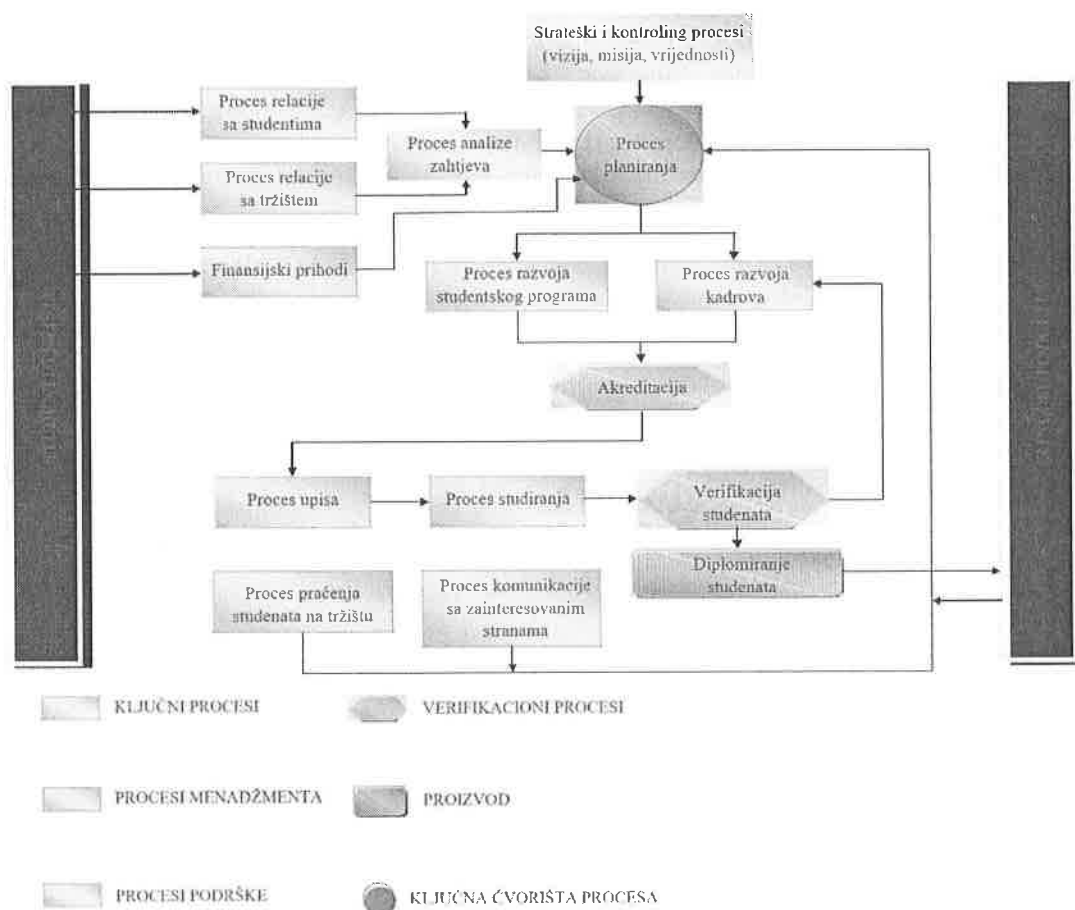 Strateški i kontroling procesi
(vizija, misija, vrijednosti)
Proces relacije
sa studentima
Proces analize
zahtjeva
Proces
planiranja
Proces relacije
sa tržištem
Finansijski prihodi
Proces razvoja
studentskog programa
Proces razvoja
kadrova
Akreditacija
Proces upisa
Proces studiranja
Verifikacija
studenata
Diplomiranje
studenata
Proces praćenja
studenata na tržištu
Proces komunikacije
sa zainteresovanim
stranama
KLJUČNI PROCESI
VERIFIKACIONI PROCESI
PROCESI MENADŽMENTA
PROIZVOD
PROCESI PODRŠKE
KLJUČNA ČVORIŠTA PROCESA